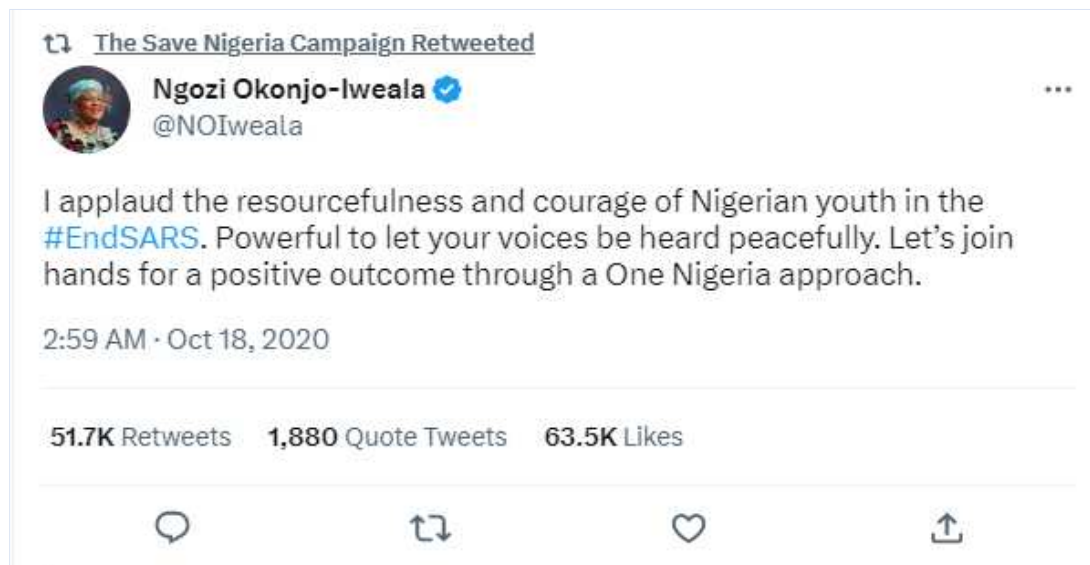 The Save Nigeria Campaign Retweeted
Ngozi Okonjo-Iweala
@NOIweala
I applaud the resourcefulness and courage of Nigerian youth in the
#EndSARS. Powerful to let your voices be heard peacefully. Let’s join
hands for a positive outcome through a One Nigeria approach.
2:59 AM · Oct 18, 2020
51.7K Retweets 1,880 Quote Tweets 63.5K Likes